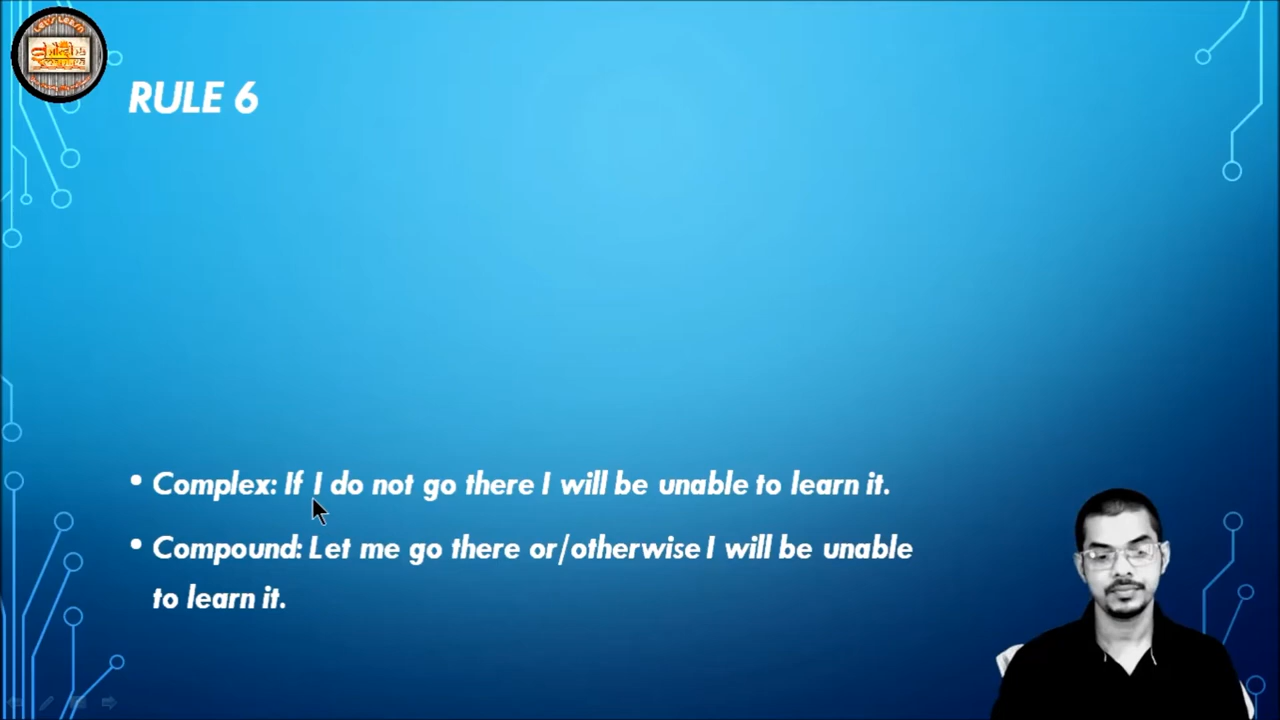 RULE 6
• Complex: If I do not go there I will be unable to learn it.
• Compound: Let me go there or/otherwise I will be unable
to learn it.